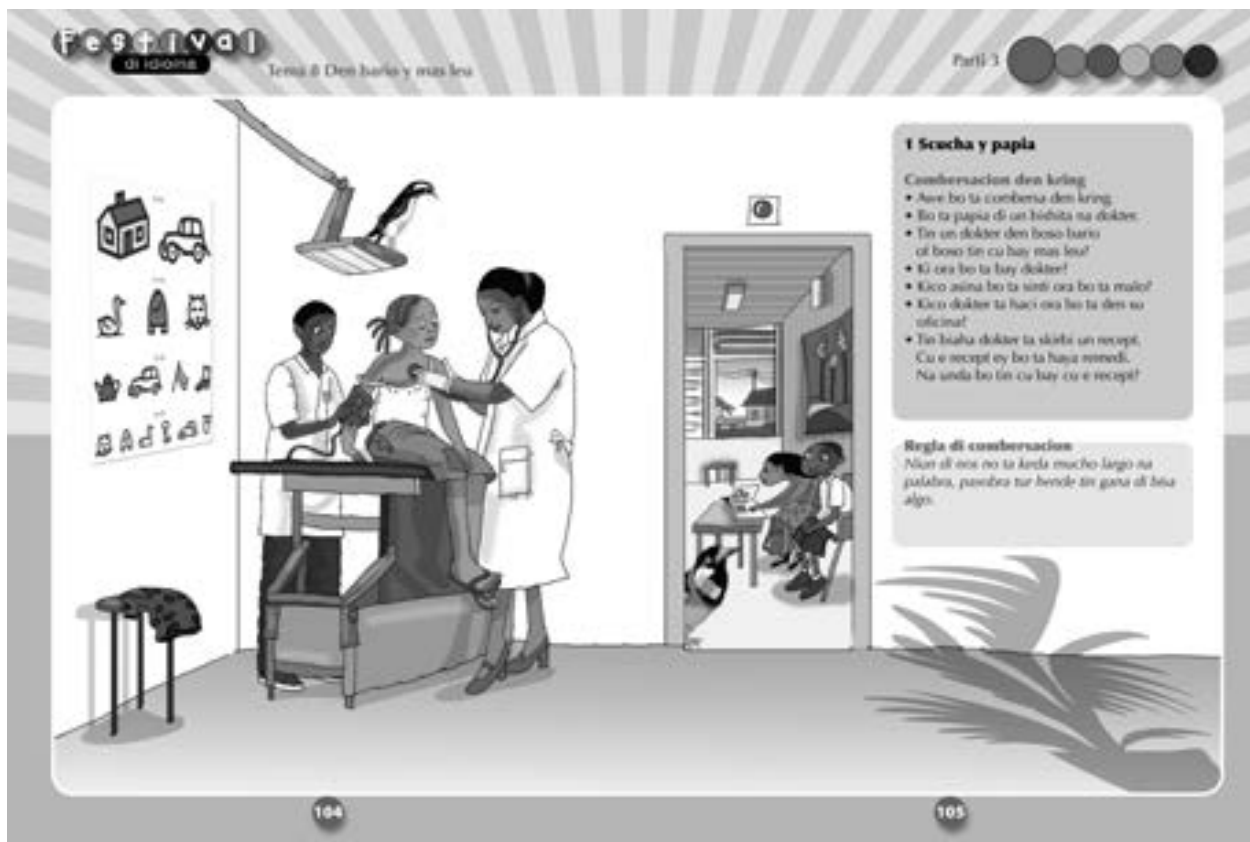 Festival
di idioma
Tema 8 Den bario y mas leu
Parti 3
1 Scucha y papia
Combersacion den kring
• Awe bo ta combersa den kring.
• Bo ta papia di un bishita na dokter.
• Tin un dokter den boso bario
of boso tin cu bay mas leu?
• Ki ora bo ta bay dokter?
• Kico asina bo ta sinti ora bo ta malo?
• Kico dokter ta haci ora bo ta den su
oficina?
• Tin biaha dokter ta skirbi un recept.
Cu e recept ey bo ta haya remedi.
Na unda bo tin cu bay cu e recept?
Regla di combersacion
Niun di nos no ta keda mucho largo na
palabra, pasobra tur hende tin gana di bisa
algo.
104
105